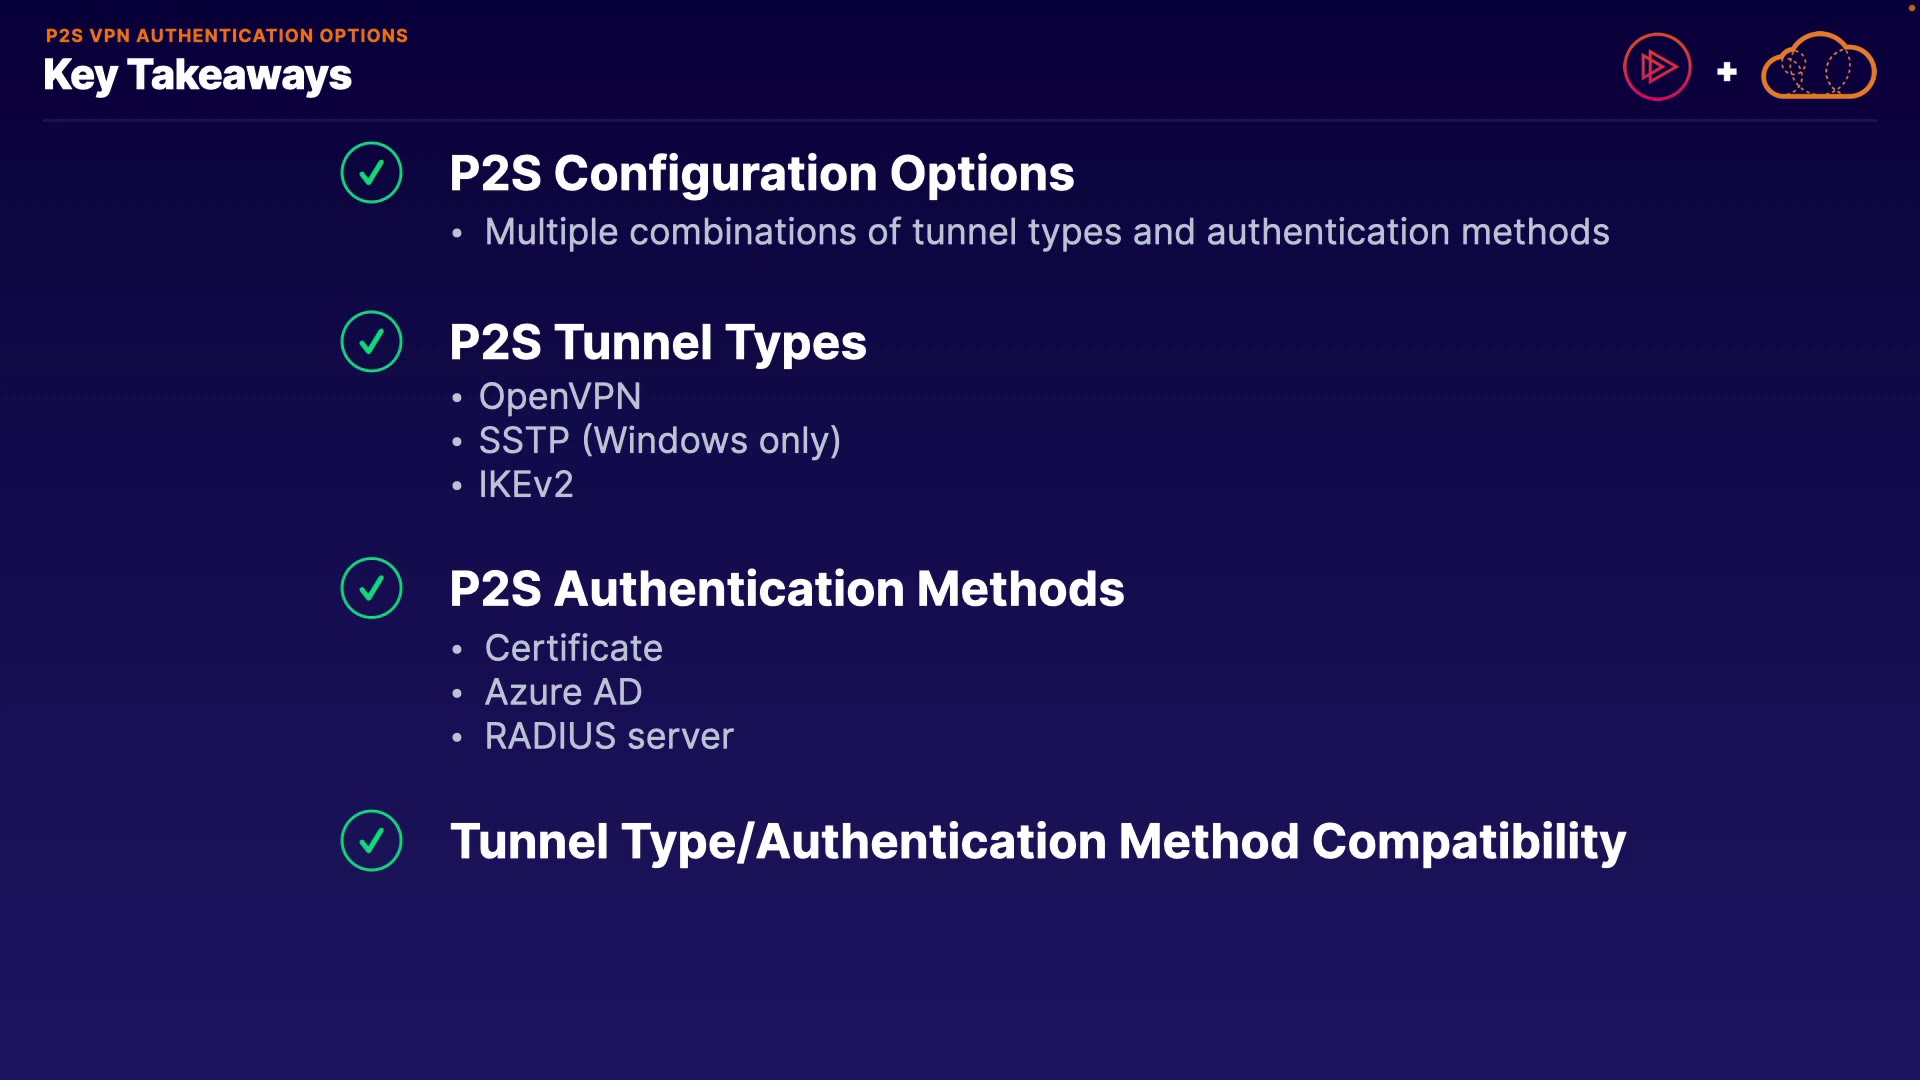 P2S VPN AUTHENTICATION OPTIONS
Key Takeaways
+
P2S Configuration Options
• Multiple combinations of tunnel types and authentication methods
P2S Tunnel Types
• OpenVPN
• SSTP (Windows only)
• IKEv2
P2S Authentication Methods
• Certificate
• Azure AD
• RADIUS server
Tunnel Type/Authentication Method Compatibility